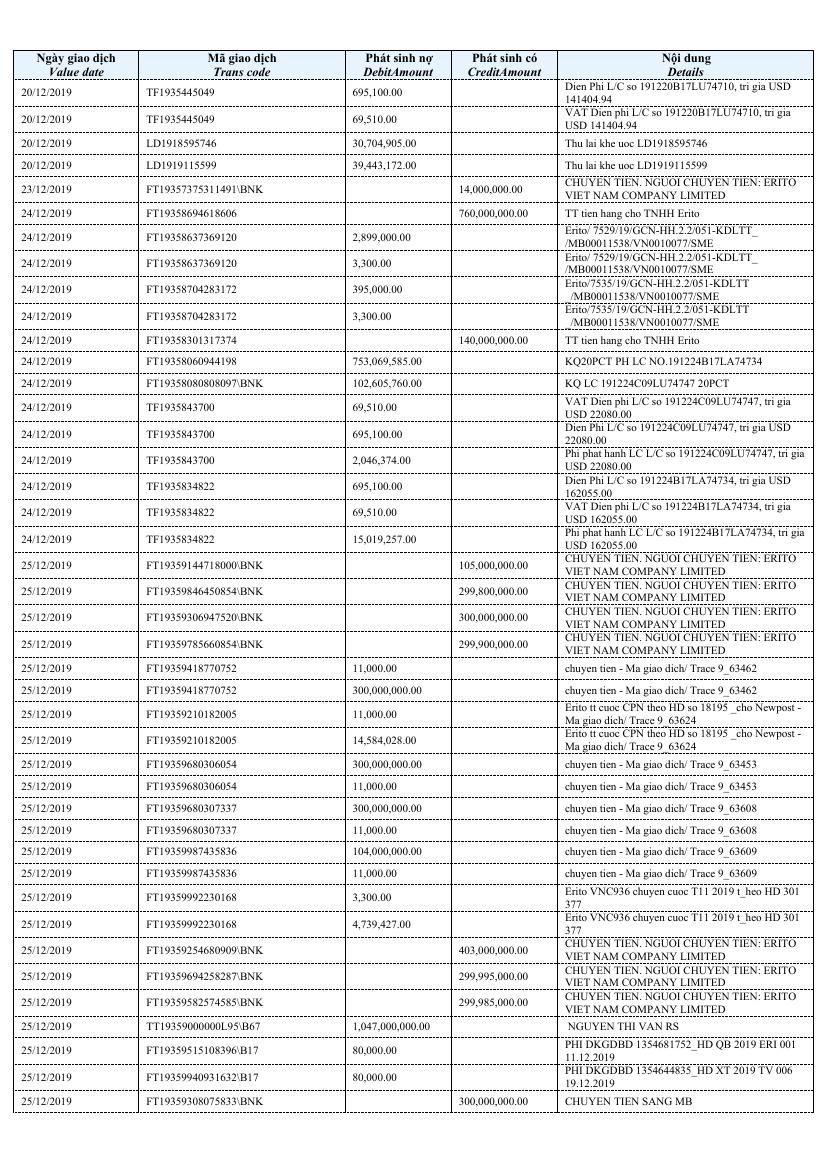 Ngày giao dịch Mã giao dịch Phát sinh nợ Phát sinh có Nội dung
Value date Trans code DebitAmount CreditAmount Details
20/12/2019 TF1935445049 695,100.00 Dien Phi L/C so 191220B17LU74710, tri gia USD
141404.94
20/12/2019 TF1935445049 69,510.00 VAT Dien phi L/C so 191220B17LU74710, tri gia
USD 141404.94
20/12/2019 LD1918595746 30,704,905.00 Thu lai khe uoc LD1918595746
20/12/2019 LD1919115599 39,443,172.00 Thu lai khe uoc LD1919115599
23/12/2019 FT19357375311491\BNK 14,000,000.00 CHUYEN TIEN. NGUOI CHUYEN TIEN: ERITO
VIET NAM COMPANY LIMITED
24/12/2019 FT19358694618606 760,000,000.00 TT tien hang cho TNHH Erito
24/12/2019 FT19358637369120 2,899,000.00 Erito/ 7529/19/GCN-HH.2.2/051-KDLTT_
/MB00011538/VN0010077/SME
24/12/2019 FT19358637369120 3,300.00 Erito/ 7529/19/GCN-HH.2.2/051-KDLTT_
/MB00011538/VN0010077/SME
24/12/2019 FT19358704283172 395,000.00 Erito/7535/19/GCN-HH.2.2/051-KDLTT
_/MB00011538/VN0010077/SME
24/12/2019 FT19358704283172 3,300.00 Erito/7535/19/GCN-HH.2.2/051-KDLTT
_/MB00011538/VN0010077/SME
24/12/2019 FT19358301317374 140,000,000.00 TT tien hang cho TNHH Erito
24/12/2019 FT19358060944198 753,069,585.00 KQ20PCT PH LC NO.191224B17LA74734
24/12/2019 FT19358080808097\BNK 102,605,760.00 KQ LC 191224C09LU74747 20PCT
24/12/2019 TF1935843700 69,510.00 VAT Dien phi L/C so 191224C09LU74747, tri gia
USD 22080.00
24/12/2019 TF1935843700 695,100.00 Dien Phi L/C so 191224C09LU74747, tri gia USD
22080.00
24/12/2019 TF1935843700 2,046,374.00 Phi phat hanh LC L/C so 191224C09LU74747, tri gia
USD 22080.00
24/12/2019 TF1935834822 695,100.00 Dien Phi L/C so 191224B17LA74734, tri gia USD
162055.00
24/12/2019 TF1935834822 69,510.00 VAT Dien phi L/C so 191224B17LA74734, tri gia
USD 162055.00
24/12/2019 TF1935834822 15,019,257.00 Phi phat hanh LC L/C so 191224B17LA74734, tri gia
USD 162055.00
25/12/2019 FT19359144718000\BNK 105,000,000.00 CHUYEN TIEN. NGUOI CHUYEN TIEN: ERITO
VIET NAM COMPANY LIMITED
25/12/2019 FT19359846450854\BNK 299,800,000.00 CHUYEN TIEN. NGUOI CHUYEN TIEN: ERITO
VIET NAM COMPANY LIMITED
25/12/2019 FT19359306947520\BNK 300,000,000.00 CHUYEN TIEN. NGUOI CHUYEN TIEN: ERITO
VIET NAM COMPANY LIMITED
25/12/2019 FT19359785660854\BNK 299,900,000.00 CHUYEN TIEN. NGUOI CHUYEN TIEN: ERITO
VIET NAM COMPANY LIMITED
25/12/2019 FT19359418770752 11,000.00 chuyen tien - Ma giao dich/ Trace 9_63462
25/12/2019 FT19359418770752 300,000,000.00 chuyen tien - Ma giao dich/ Trace 9_63462
25/12/2019 FT19359210182005 11,000.00 Erito tt cuoc CPN theo HD so 18195 _cho Newpost -
Ma giao dich/ Trace 9_63624
25/12/2019 FT19359210182005 14,584,028.00 Erito tt cuoc CPN theo HD so 18195 _cho Newpost -
Ma giao dich/ Trace 9_63624
25/12/2019 FT19359680306054 300,000,000.00 chuyen tien - Ma giao dich/ Trace 9_63453
25/12/2019 FT19359680306054 11,000.00 chuyen tien - Ma giao dich/ Trace 9_63453
25/12/2019 FT19359680307337 300,000,000.00 chuyen tien - Ma giao dich/ Trace 9_63608
25/12/2019 FT19359680307337 11,000.00 chuyen tien - Ma giao dich/ Trace 9_63608
25/12/2019 FT19359987435836 104,000,000.00 chuyen tien - Ma giao dich/ Trace 9_63609
25/12/2019 FT19359987435836 11,000.00 chuyen tien - Ma giao dich/ Trace 9_63609
25/12/2019 FT19359992230168 3,300.00 Erito VNC936 chuyen cuoc T11 2019 t_heo HD 301
377
25/12/2019 FT19359992230168 4,739,427.00 Erito VNC936 chuyen cuoc T11 2019 t_heo HD 301
377
25/12/2019 FT19359254680909\BNK 403,000,000.00 CHUYEN TIEN. NGUOI CHUYEN TIEN: ERITO
VIET NAM COMPANY LIMITED
25/12/2019 FT19359694258287\BNK 299,995,000.00 CHUYEN TIEN. NGUOI CHUYEN TIEN: ERITO
VIET NAM COMPANY LIMITED
25/12/2019 FT19359582574585\BNK 299,985,000.00 CHUYEN TIEN. NGUOI CHUYEN TIEN: ERITO
VIET NAM COMPANY LIMITED
25/12/2019 TT19359000000L95\B67 1,047,000,000.00 NGUYEN THI VAN RS
25/12/2019 FT19359515108396\B17 80,000.00 PHI DKGDBD 1354681752_HD QB 2019 ERI 001
11.12.2019
25/12/2019 FT19359940931632\B17 80,000.00 PHI DKGDBD 1354644835_HD XT 2019 TV 006
19.12.2019
25/12/2019 FT19359308075833\BNK 300,000,000.00 CHUYEN TIEN SANG MB